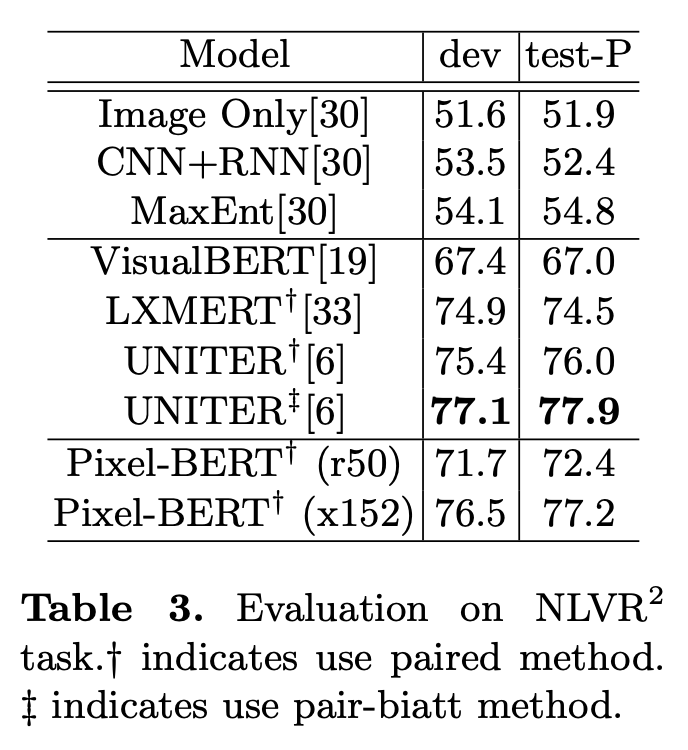 Model dev test-P
Image Only[30] 51.6 51.9
CNN+RNN[30] 53.5 52.4
MaxEnt[30] 54.1 54.8
VisualBERT[19] 67.4 67.0
LXMERT†[33] 74.9 74.5
UNITER†[6] 75.4 76.0
UNITER‡[6] 77.1 77.9
Pixel-BERT† (r50) 71.7 72.4
Pixel-BERT† (x152) 76.5 77.2
Table 3. Evaluation on NLVR²
task.† indicates use paired method.
‡ indicates use pair-biatt method.